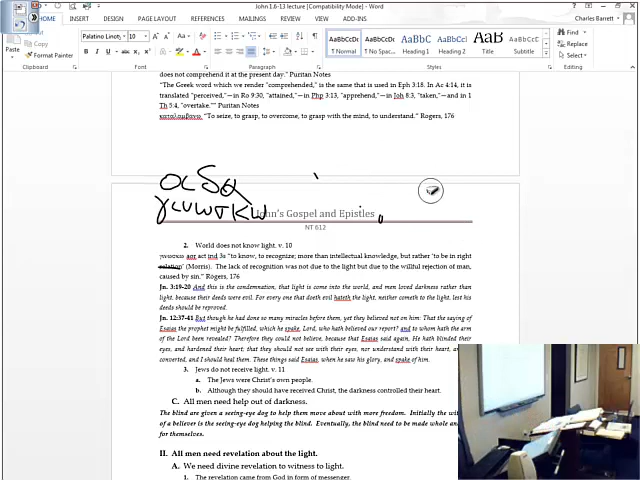 John 1.6-13 lecture [Compatibility Mode] - Word
HOME INSERT DESIGN PAGE LAYOUT REFERENCES MAILINGS REVIEW VIEW ADD-INS
Charles Barrett
Paste
Format Painter
Palatino Linotyp 10
AaBbCcDc AaBbCcDc AaBbC AaBbCc AaB AaBbCcC
¶ Normal ¶ No Spac... Heading 1 Heading 2 Title Subtitle
Find
Replace
Select
Clipboard Font Paragraph Styles Editing
does not comprehend it at the present day." Puritan Notes
"The Greek word which we render "comprehended," is the same that is used in Eph 3:18. In Ac 4:14, it is
translated "perceived,"—in Ro 9:30, "attained,"—in Php 3:13, "apprehend,"—in Joh 8:3, "taken,"—and in 1
Th 5:4, "overtake."" Puritan Notes
καταλαμβανω "To seize, to grasp, to overcome, to grasp with the mind, to understand." Rogers, 176
John's Gospel and Epistles
NT 612
2. World does not know light. v. 10
γινωσκω aor act ind 3s "to know, to recognize; more than intellectual knowledge, but rather 'to be in right
relation' (Morris). The lack of recognition was not due to the light but due to the willful rejection of man,
caused by sin." Rogers, 176
Jn. 3:19-20 And this is the condemnation, that light is come into the world, and men loved darkness rather than
light, because their deeds were evil. For every one that doeth evil hateth the light, neither cometh to the light, lest his
deeds should be reproved.
Jn. 12:37-41 But though he had done so many miracles before them, yet they believed not on him: That the saying of
Esaias the prophet might be fulfilled, which he spake, Lord, who hath believed our report? and to whom hath the arm
of the Lord been revealed? Therefore they could not believe, because that Esaias said again, He hath blinded their
eyes, and hardened their heart; that they should not see with their eyes, nor understand with their heart, and
converted, and I should heal them. These things said Esaias, when he saw his glory, and spake of him.
3. Jews do not receive light. v. 11
a. The Jews were Christ's own people.
b. Although they should have received Christ, the darkness controlled their heart.
C. All men need help out of darkness.
The blind are given a seeing-eye dog to help them move about with more freedom. Initially the
of a believer is the seeing-eye dog helping the blind. Eventually, the blind need to be made whole and
for themselves.
II. All men need revelation about the light.
A. We need divine revelation to witness to light.
1. The revelation came from God in form of messenger.